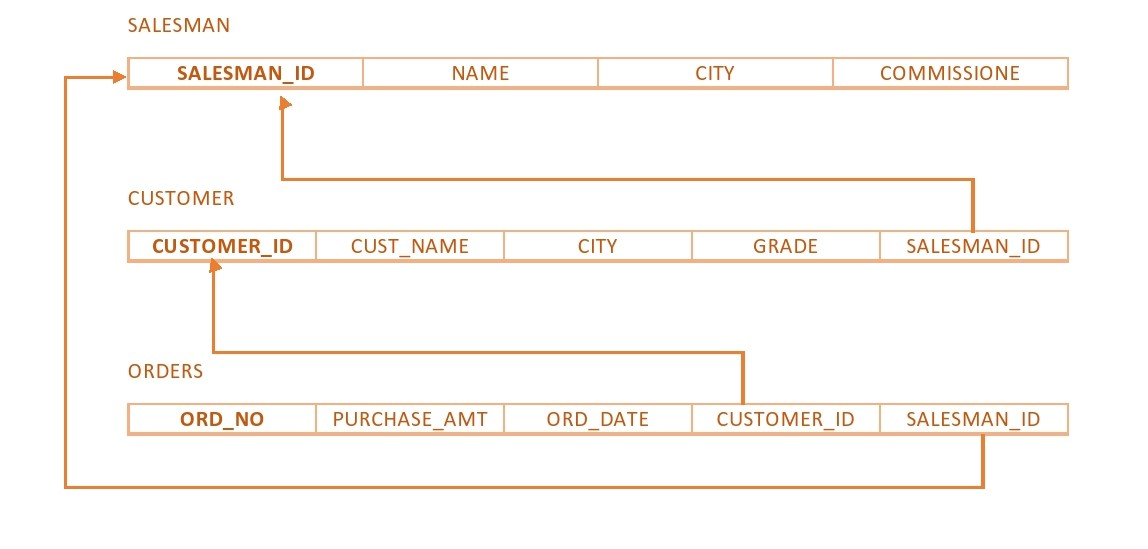 SALESMAN
SALESMAN_ID NAME CITY COMMISSIONE
CUSTOMER
CUSTOMER_ID CUST_NAME CITY GRADE SALESMAN_ID
ORDERS
ORD_NO PURCHASE_AMT ORD_DATE CUSTOMER_ID SALESMAN_ID